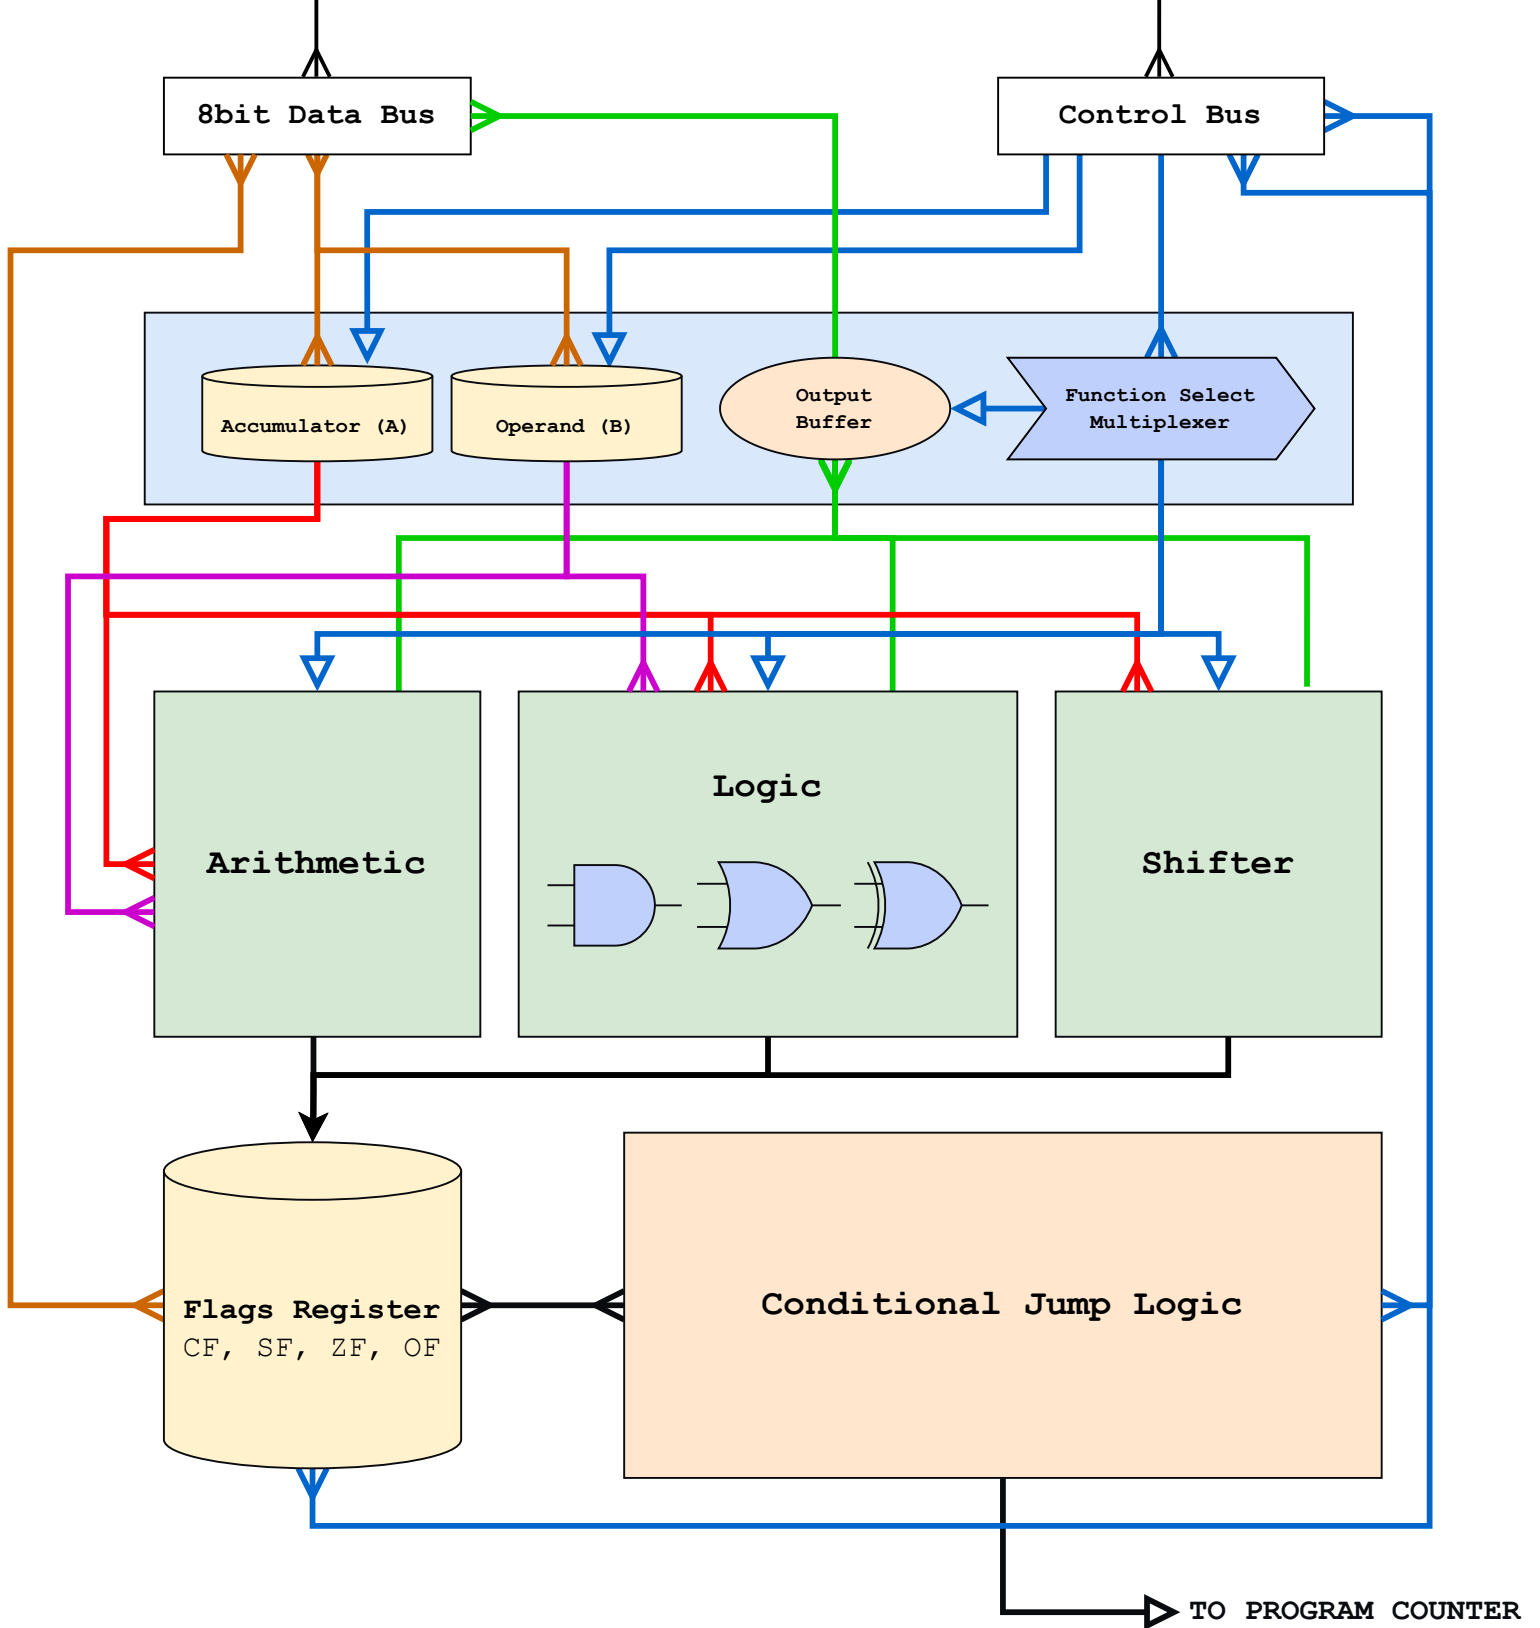 8bit Data Bus
Control Bus
Accumulator (A)
Operand (B)
Output
Buffer
Function Select
Multiplexer
Arithmetic
Logic
Shifter
Flags Register
CF, SF, ZF, OF
Conditional Jump Logic
TO PROGRAM COUNTER